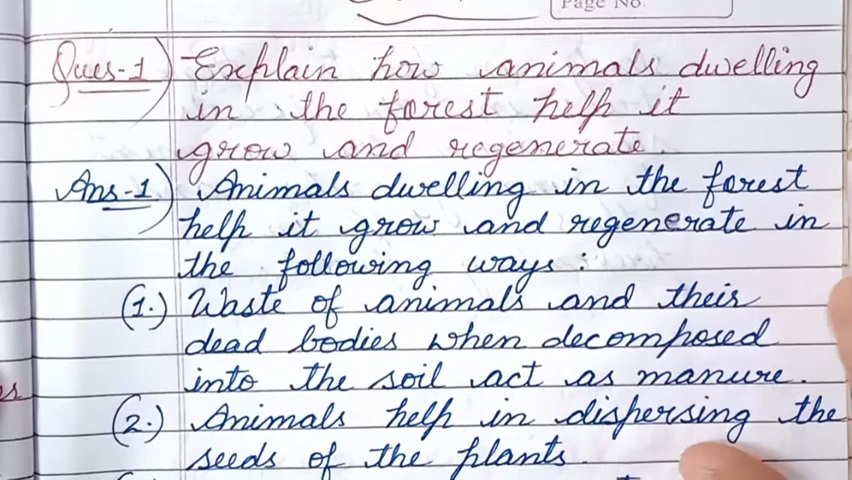 Page No.
Ques-1) Explain how animals dwelling
in the forest help it
grow and regenerate.
Ans-1.) Animals dwelling in the forest
help it grow and regenerate in
the following ways:
(1.) Waste of animals and their
dead bodies when decomposed
into the soil act as manure.
(2.) Animals help in dispersing the
seeds of the plants.